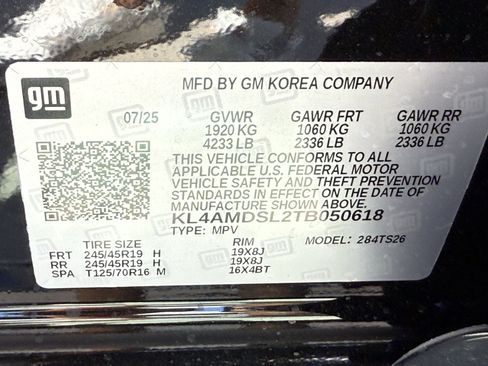 gm
MFD BY GM KOREA COMPANY
07/25 GVWR GAWR FRT GAWR RR
1920 KG 1060 KG 1060 KG
4233 LB 2336 LB 2336 LB
THIS VEHICLE CONFORMS TO ALL
APPLICABLE U.S. FEDERAL MOTOR
VEHICLE SAFETY AND THEFT PREVENTION
STANDARDS IN EFFECT ON THE DATE OF
MANUFACTURE SHOWN ABOVE.
KL4AMDSL2TB050618
TYPE: MPV MODEL: 284TS26
TIRE SIZE RIM
FRT 245/45R19 H 19X8J
RR 245/45R19 H 19X8J
SPA T125/70R16 M 16X4BT